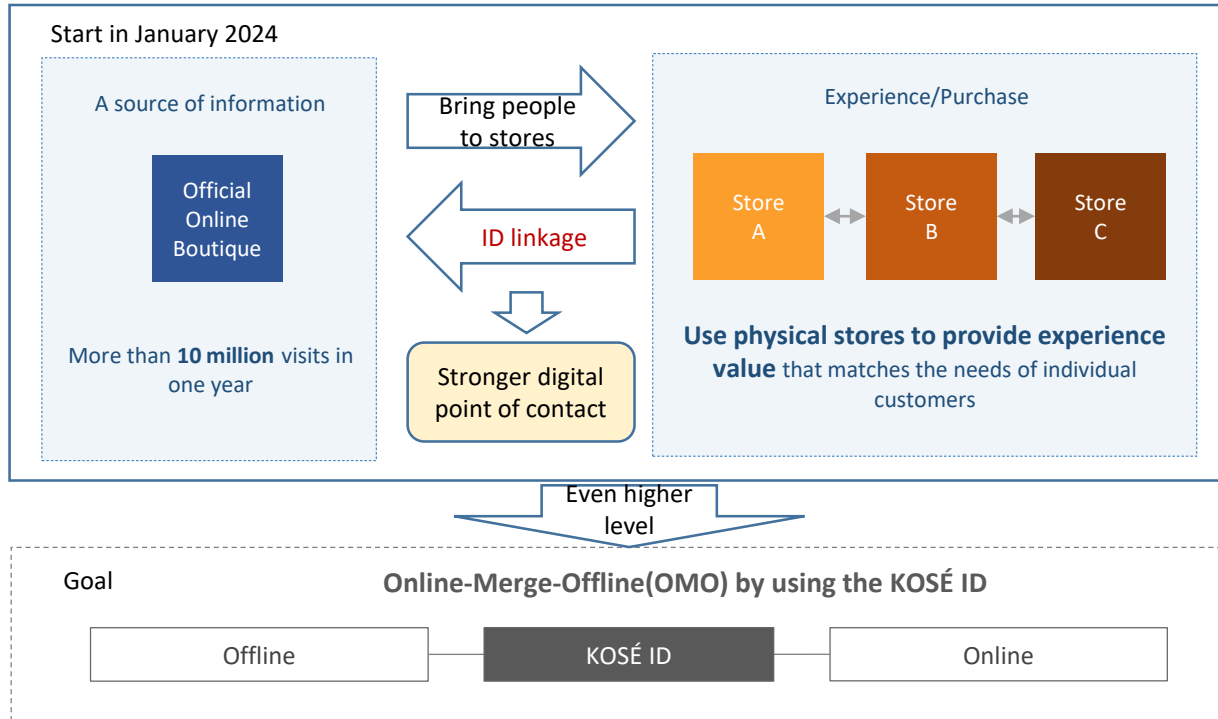 Start in January 2024
A source of information
Official
Online
Boutique
More than 10 million visits in
one year
Bring people
to stores
ID linkage
Stronger digital
point of contact
Experience/Purchase
Store
A
Store
B
Store
C
Use physical stores to provide experience
value that matches the needs of individual
customers
Even higher
level
Goal
Online-Merge-Offline(OMO) by using the KOSÉ ID
Offline
KOSÉ ID
Online